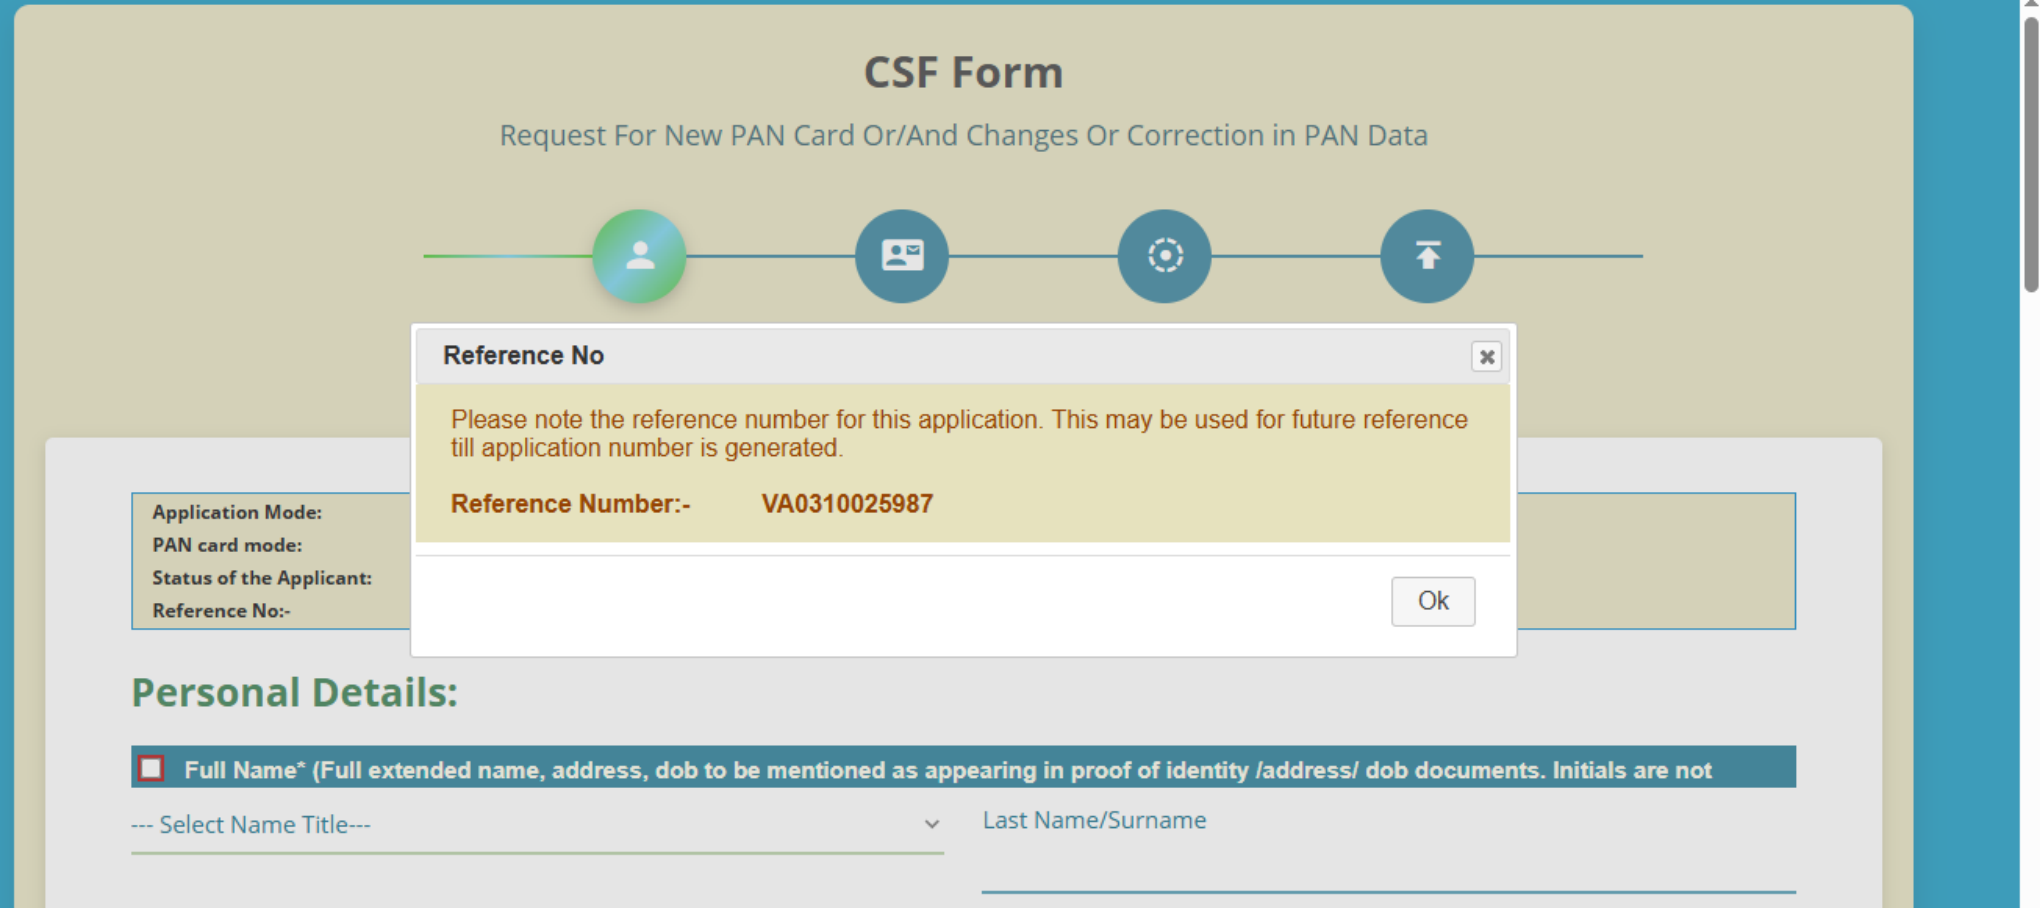 CSF Form
Request For New PAN Card Or/And Changes Or Correction in PAN Data
Reference No
Please note the reference number for this application. This may be used for future reference
till application number is generated.
Reference Number:- VA0310025987
Ok
Application Mode:
PAN card mode:
Status of the Applicant:
Reference No:-
Personal Details:
Full Name* (Full extended name, address, dob to be mentioned as appearing in proof of identity /address/ dob documents. Initials are not
--- Select Name Title---
Last Name/Surname